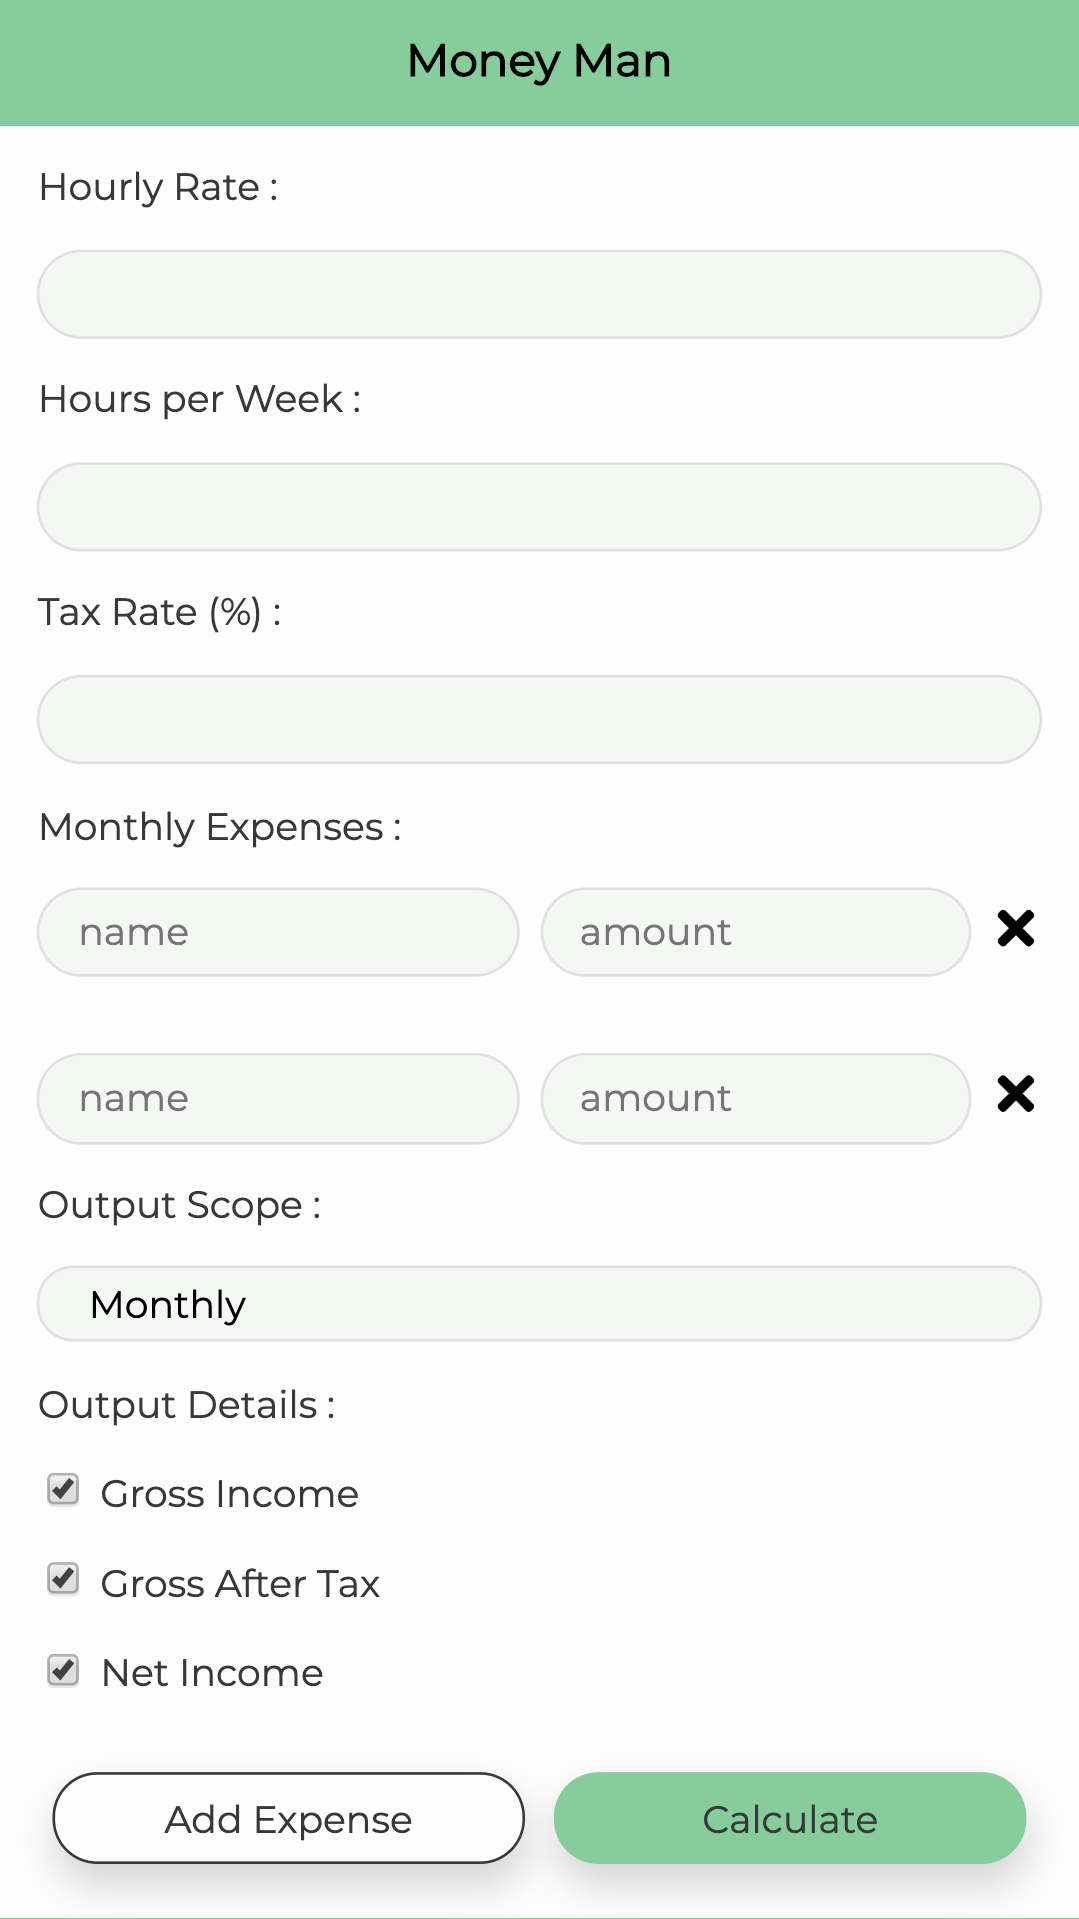 Money Man
Hourly Rate :
Hours per Week :
Tax Rate (%) :
Monthly Expenses :
name amount
name amount
Output Scope :
Monthly
Output Details :
Gross Income
Gross After Tax
Net Income
Add Expense Calculate